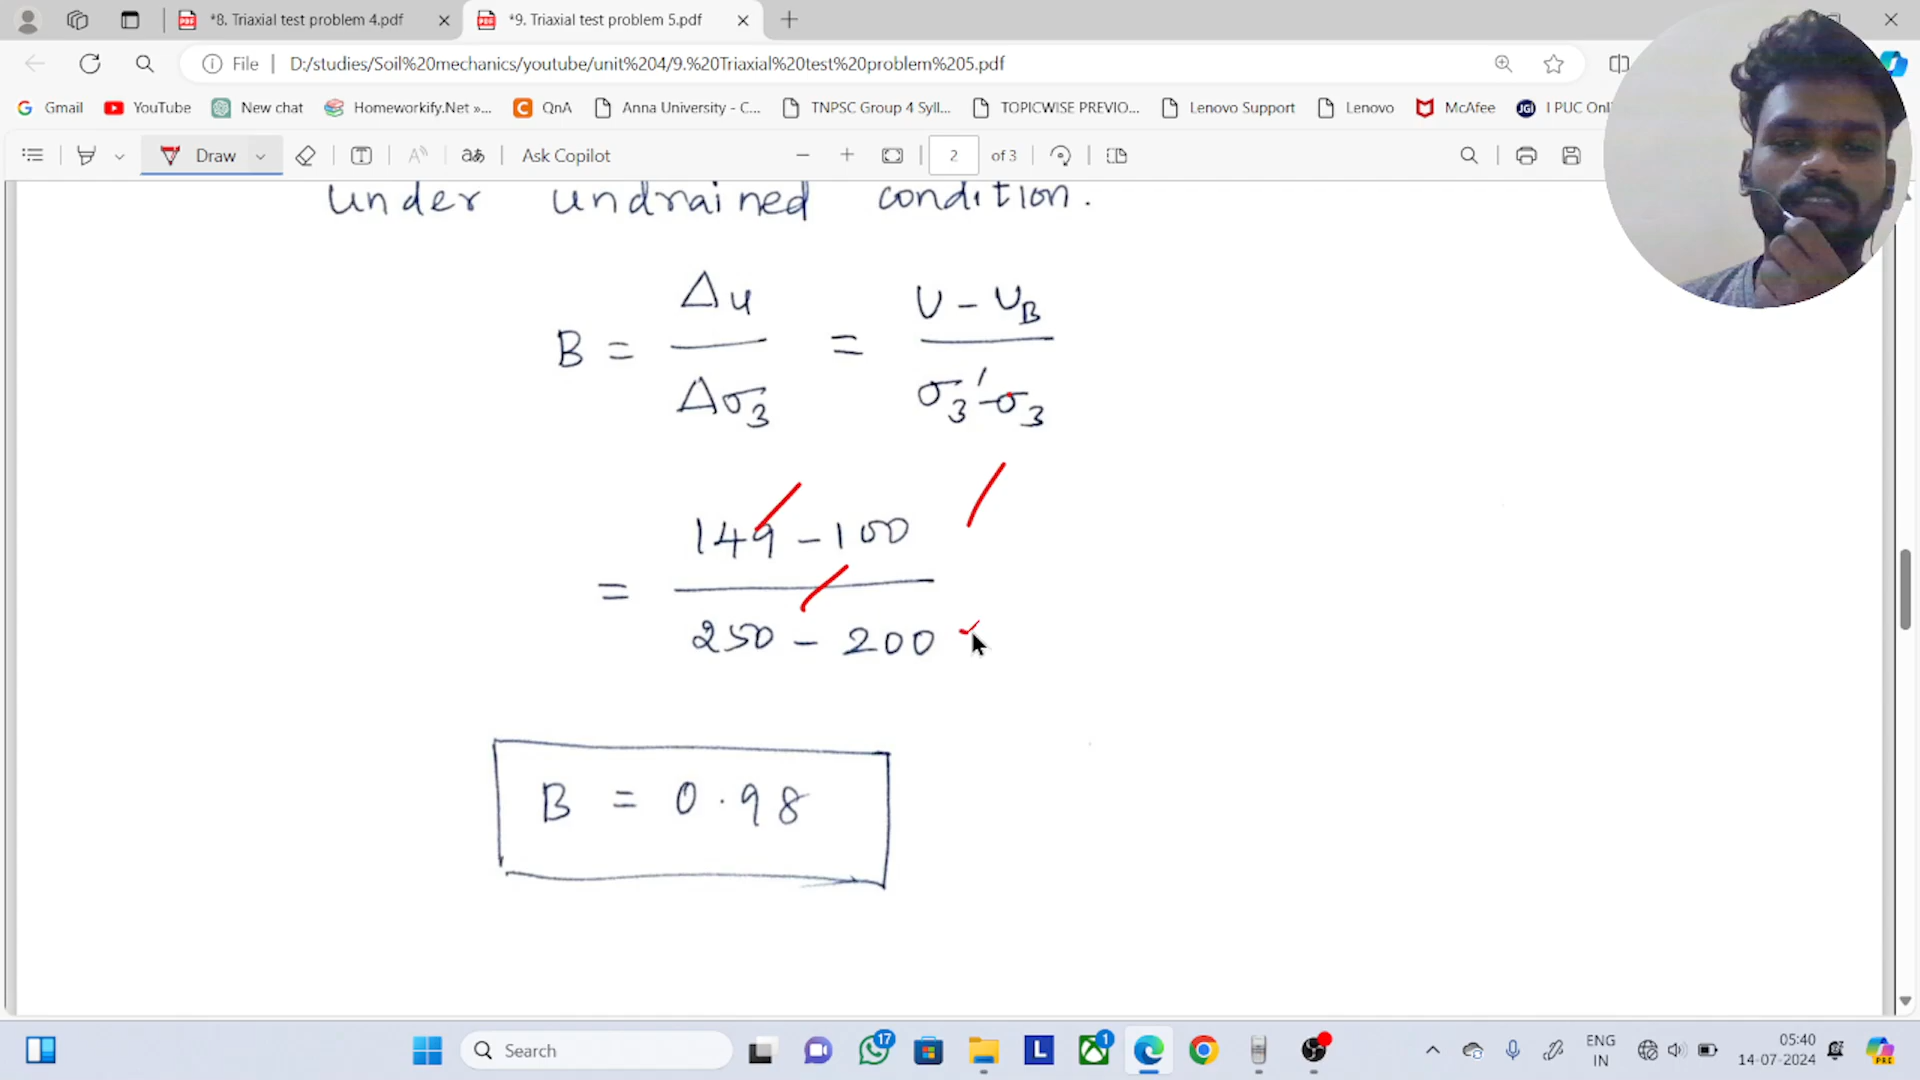 *8. Triaxial test problem 4.pdf
*9. Triaxial test problem 5.pdf
File D:/studies/Soil%20mechanics/youtube/unit%204/9.%20Triaxial%20test%20problem%205.pdf
Gmail YouTube New chat Homeworkify.Net »... QnA Anna University - C... TNPSC Group 4 Syll... TOPICWISE PREVIO... Lenovo Support Lenovo McAfee I PUC Onl
Draw Ask Copilot 2 of 3
Under undrained condition.
B = Δu / Δσ3 = U - UB / σ3' - σ3
= 149 - 100 / 250 - 200
B = 0.98
Search
17
1
ENG
IN
05:40
14-07-2024